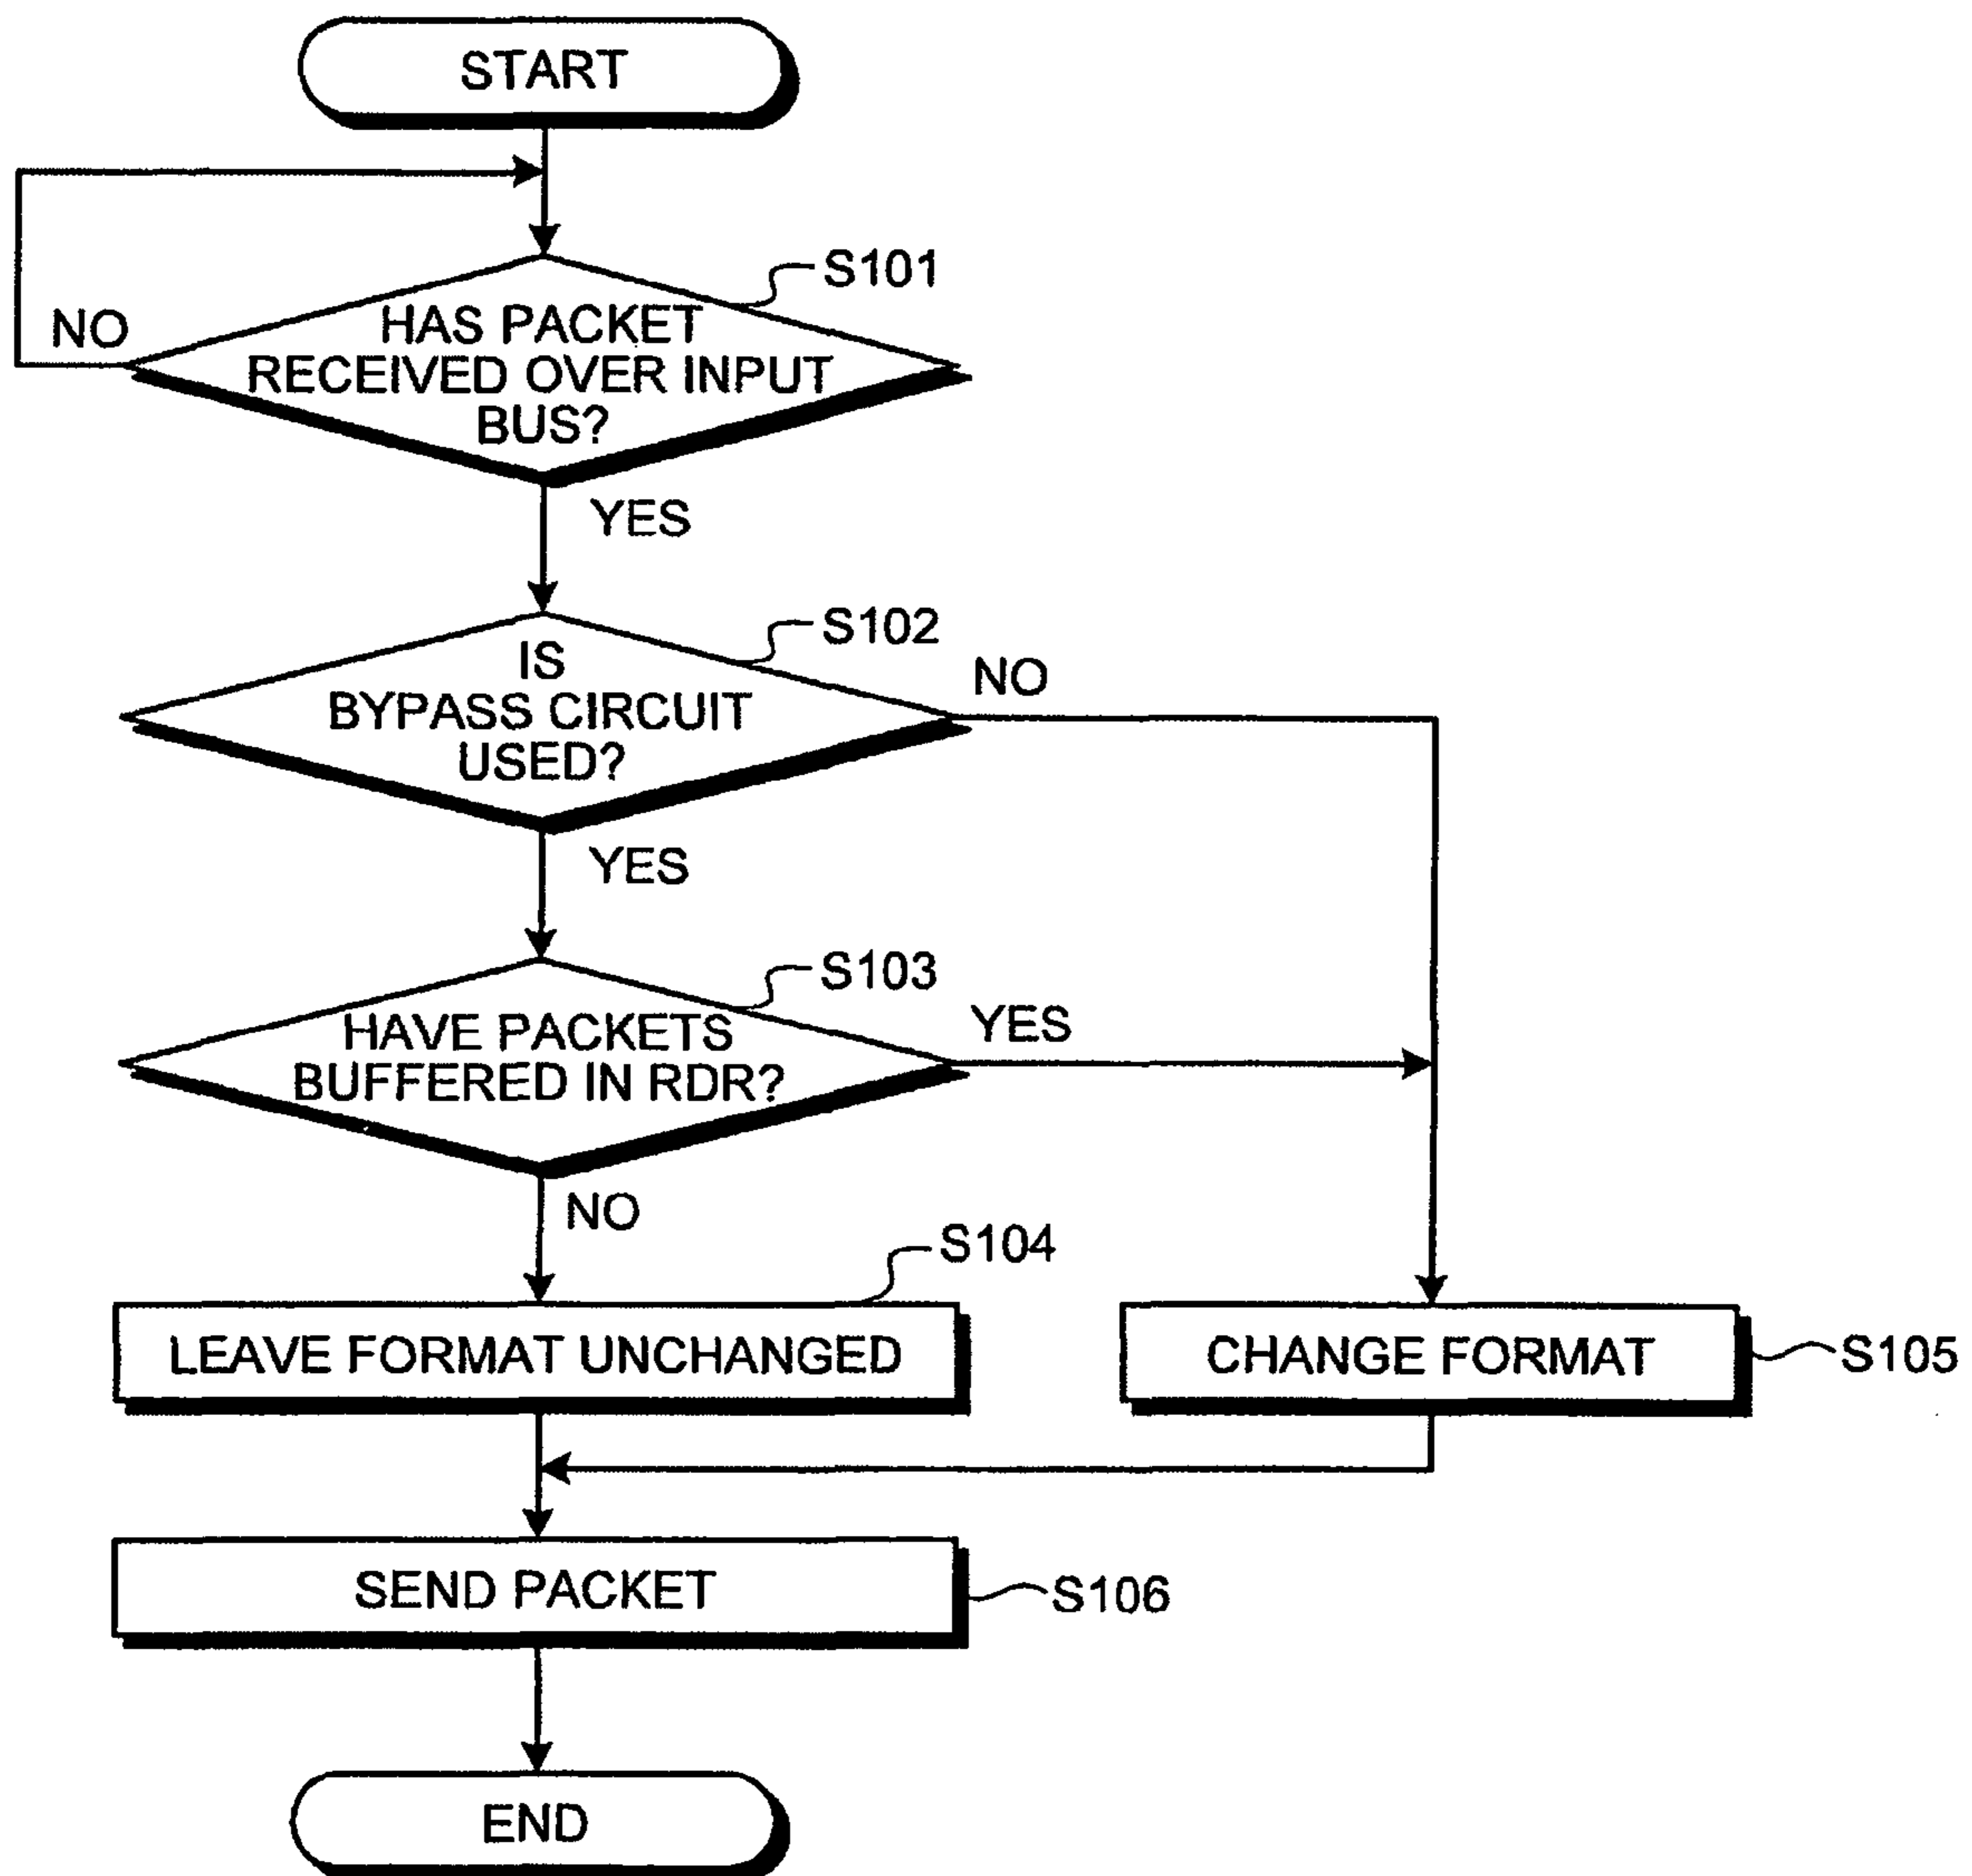 START
S101
HAS PACKET
RECEIVED OVER INPUT
BUS?
NO
YES
S102
IS
BYPASS CIRCUIT
USED?
NO
YES
S103
HAVE PACKETS
BUFFERED IN RDR?
YES
NO
S104
LEAVE FORMAT UNCHANGED
CHANGE FORMAT
S105
SEND PACKET
S106
END